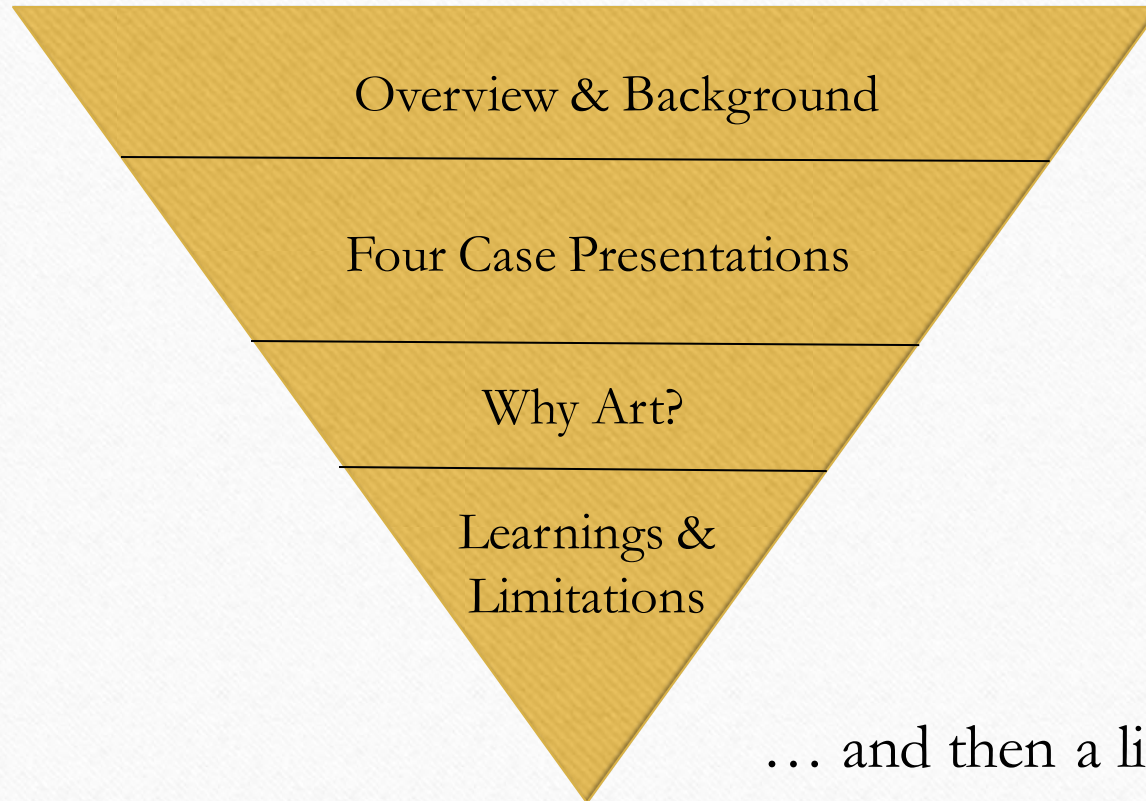 Overview & Background
Four Case Presentations
Why Art?
Learnings &
Limitations
… and then a